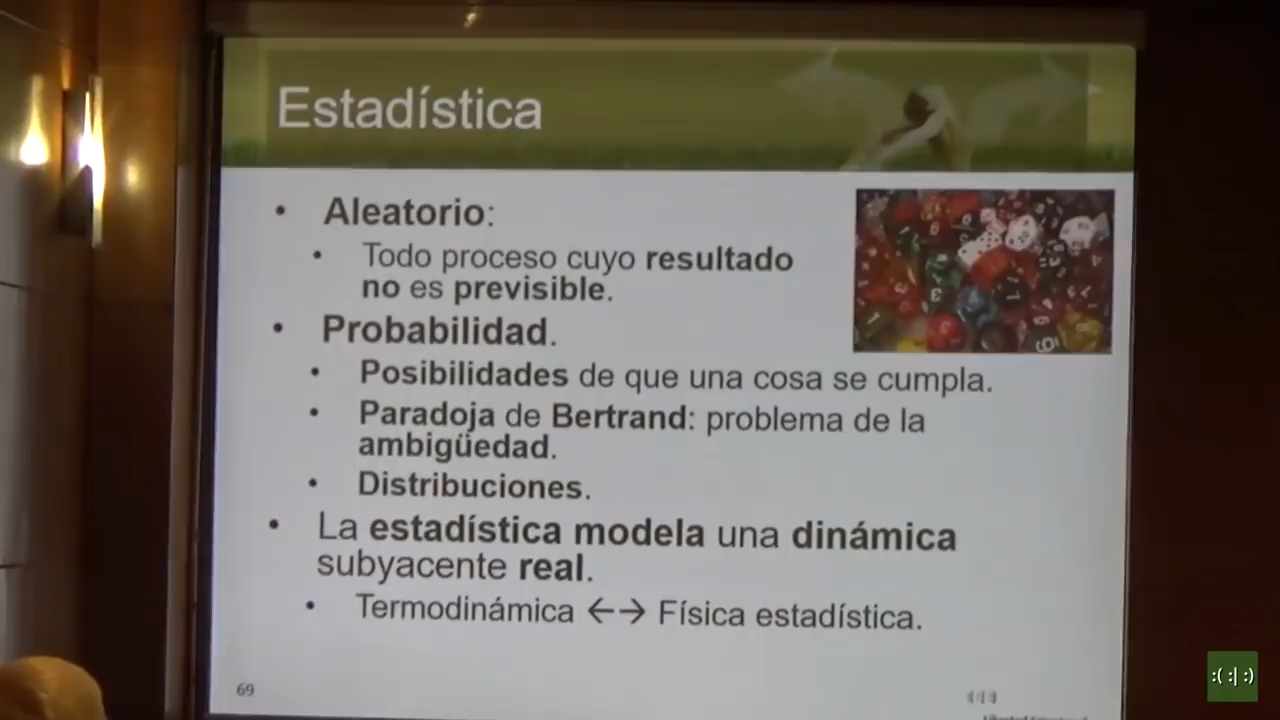 Estadística
• Aleatorio:
• Todo proceso cuyo resultado
no es previsible.
• Probabilidad.
• Posibilidades de que una cosa se cumpla.
• Paradoja de Bertrand: problema de la
ambigüedad.
• Distribuciones.
• La estadística modela una dinámica
subyacente real.
• Termodinámica ←→ Física estadística.
69
:( :| :)